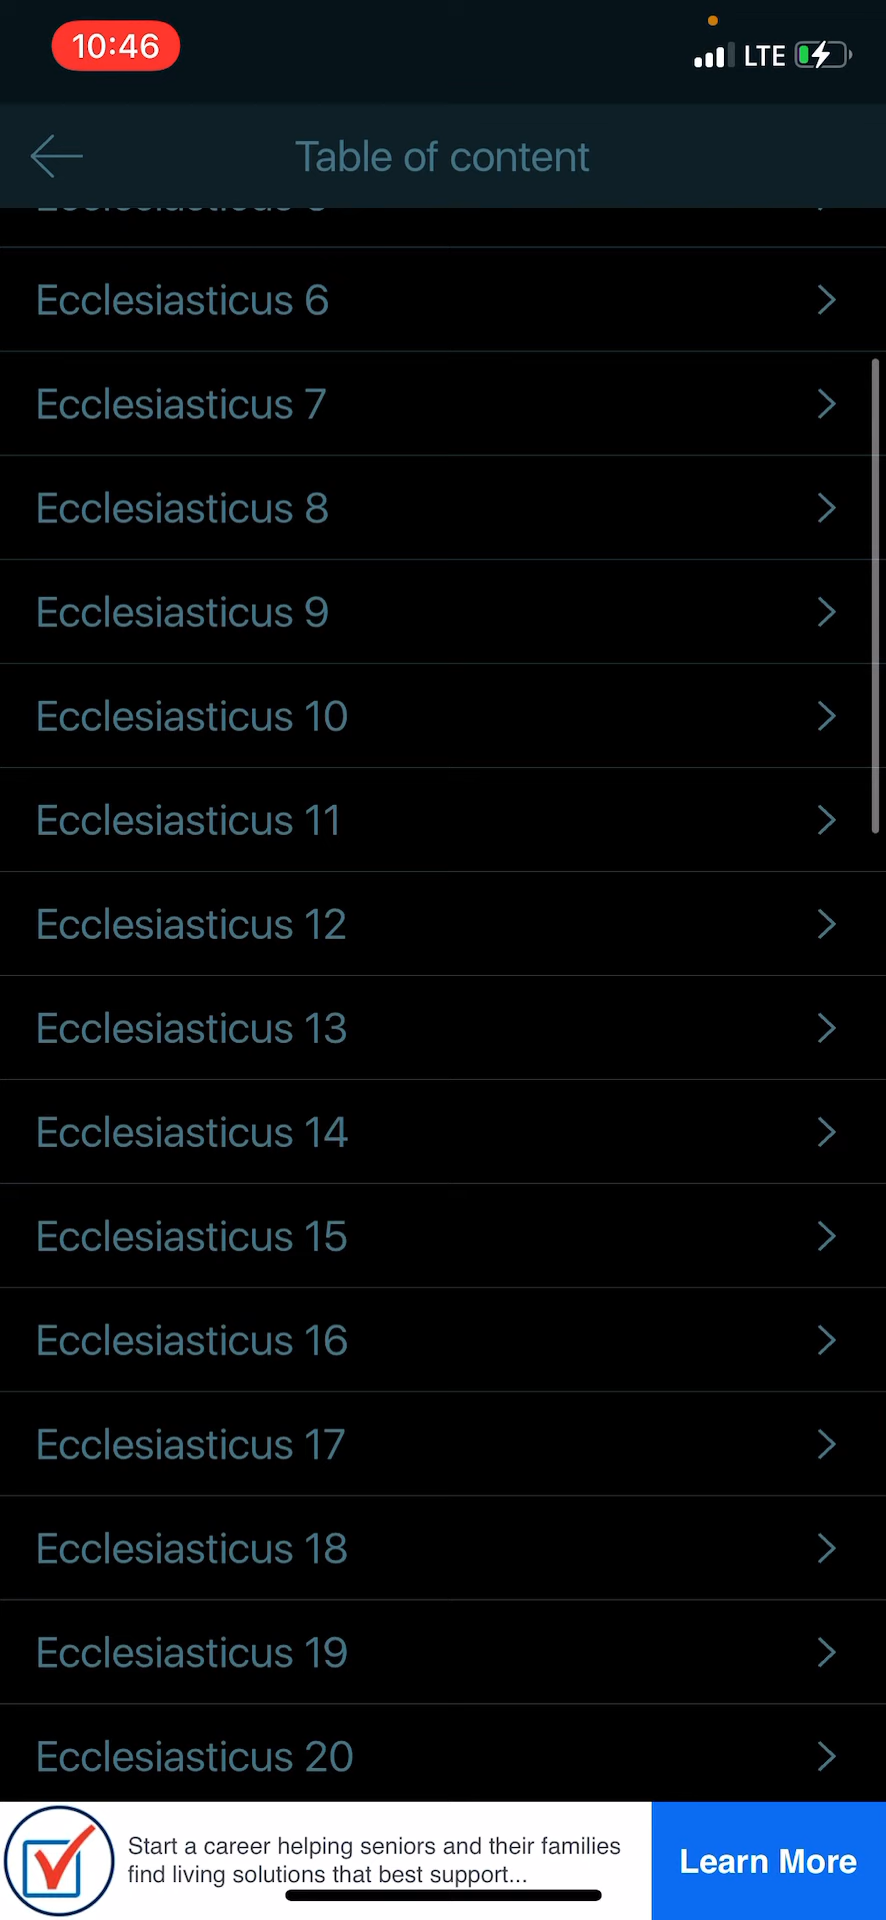 10:46
LTE
Table of content
Ecclesiasticus 6
Ecclesiasticus 7
Ecclesiasticus 8
Ecclesiasticus 9
Ecclesiasticus 10
Ecclesiasticus 11
Ecclesiasticus 12
Ecclesiasticus 13
Ecclesiasticus 14
Ecclesiasticus 15
Ecclesiasticus 16
Ecclesiasticus 17
Ecclesiasticus 18
Ecclesiasticus 19
Ecclesiasticus 20
Start a career helping seniors and their families
find living solutions that best support...
Learn More